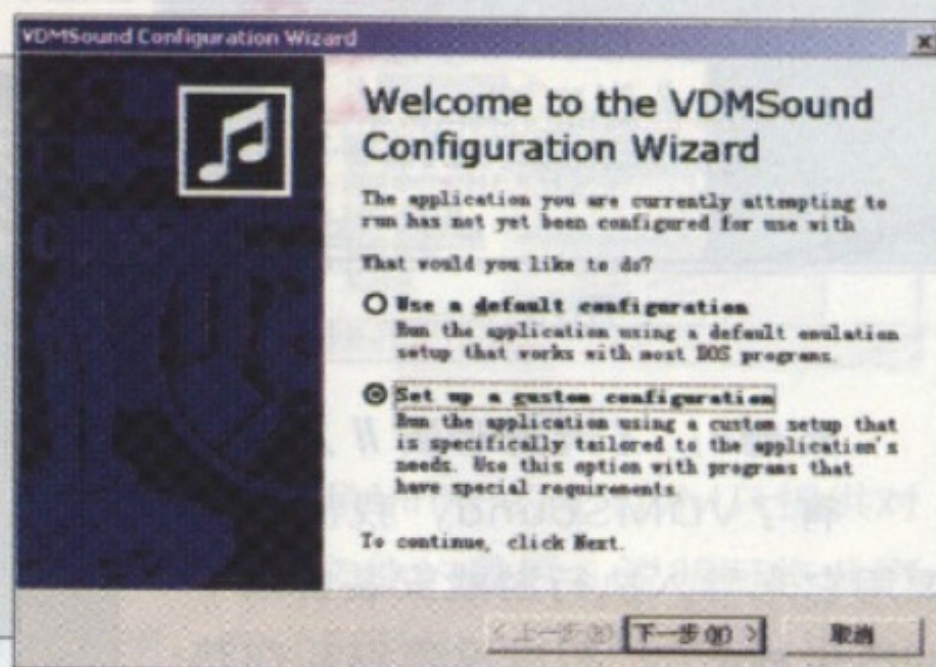 VDMSound Configuration Wizard
Welcome to the VDMSound
Configuration Wizard
The application you are currently attempting to
run has not yet been configured for use with
What would you like to do?
Use a default configuration
Run the application using a default emulation
setup that works with most DOS programs.
Set up a custom configuration
Run the application using a custom setup that
is specifically tailored to the application's
needs. Use this option with programs that
have special requirements.
To continue, click Next.
< 上一步(B) 下一步(N) > 取消